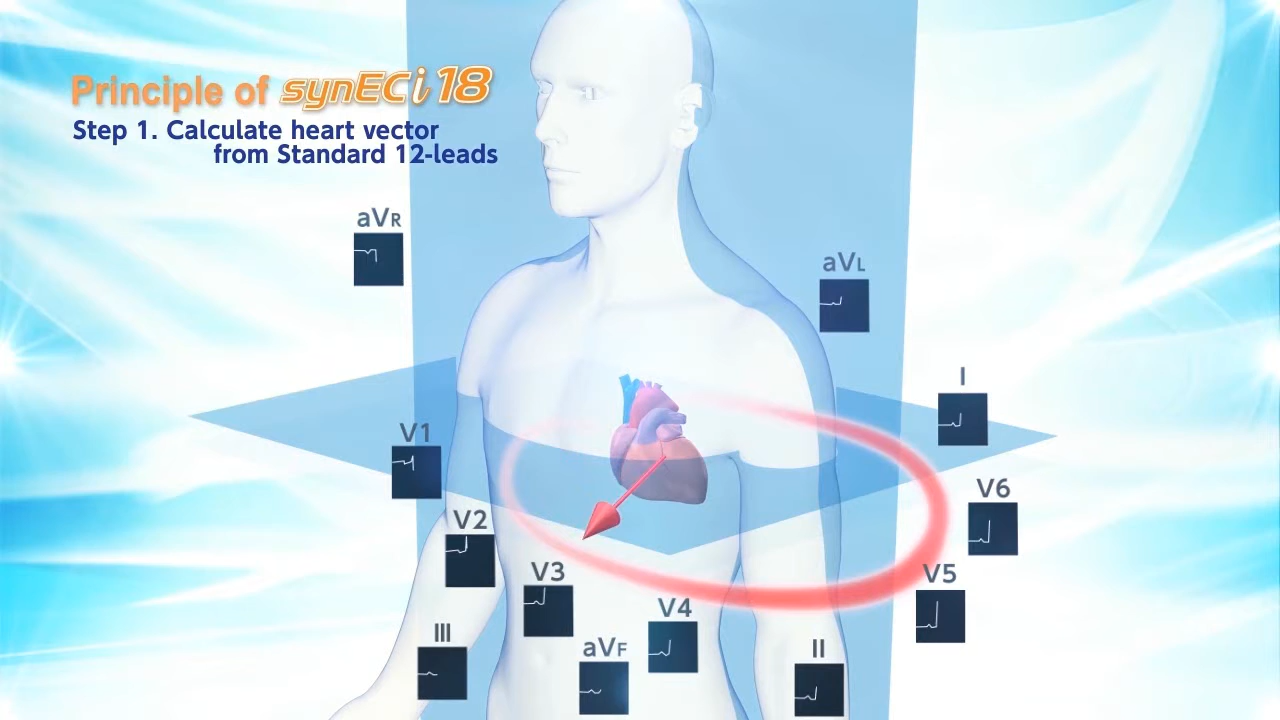 Principle of synECi18
Step 1. Calculate heart vector
from Standard 12-leads
aVR
aVL
I
V1
V6
V2
V3
V5
V4
III
aVF
II